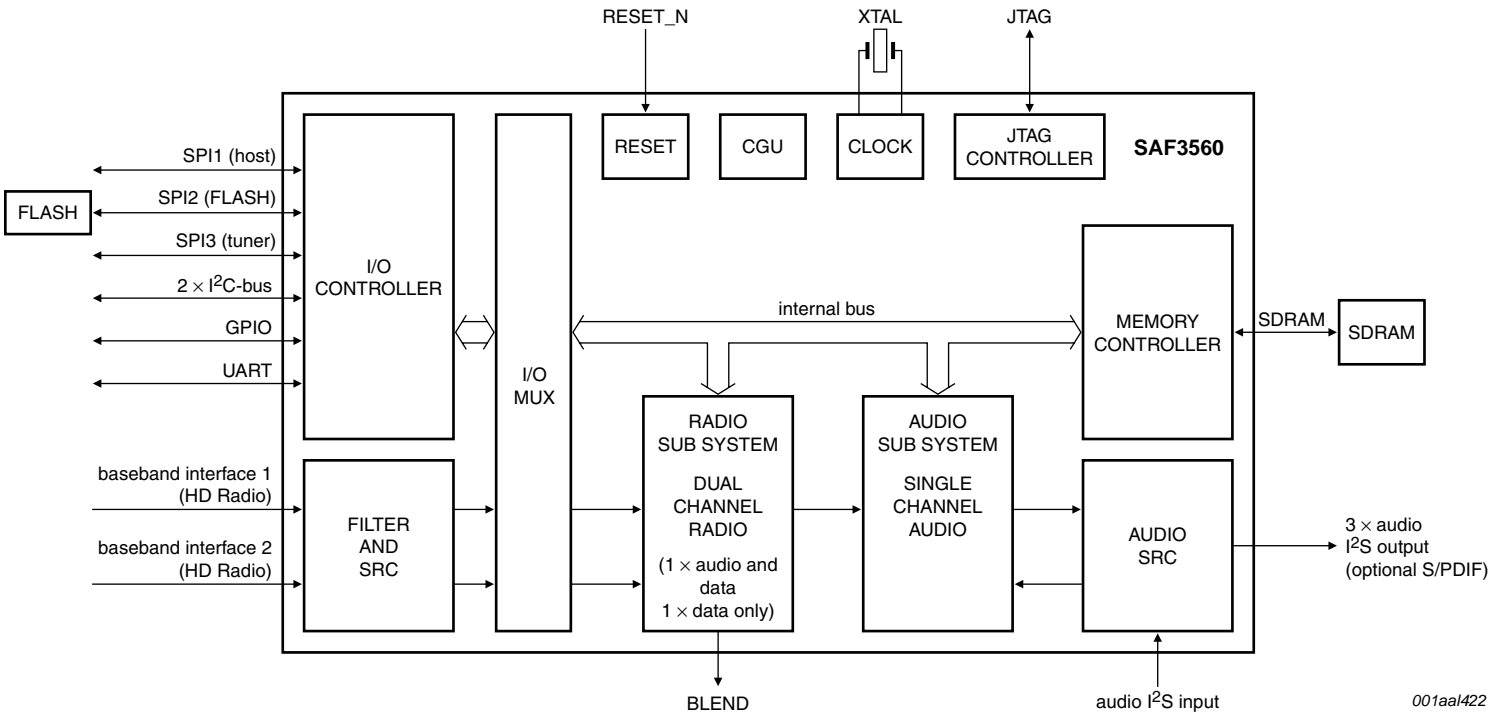 RESET_N
XTAL
JTAG
RESET
CGU
CLOCK
JTAG
CONTROLLER
SAF3560
SPI1 (host)
FLASH
SPI2 (FLASH)
SPI3 (tuner)
2 × I²C-bus
GPIO
UART
I/O
CONTROLLER
I/O
MUX
internal bus
MEMORY
CONTROLLER
SDRAM
SDRAM
baseband interface 1
(HD Radio)
baseband interface 2
(HD Radio)
FILTER
AND
SRC
RADIO
SUB SYSTEM
DUAL
CHANNEL
RADIO
(1 × audio and
data
1 × data only)
AUDIO
SUB SYSTEM
SINGLE
CHANNEL
AUDIO
AUDIO
SRC
3 × audio
I²S output
(optional S/PDIF)
BLEND
audio I²S input
001aal422